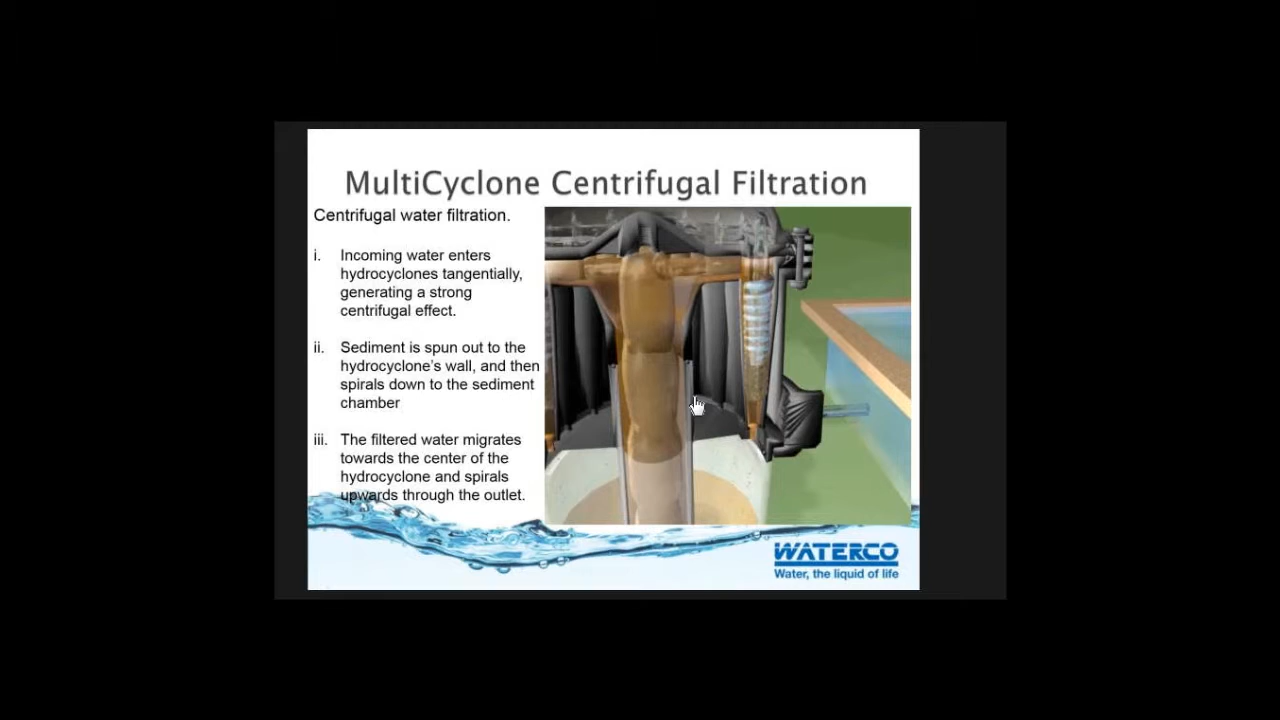 MultiCyclone Centrifugal Filtration
Centrifugal water filtration.
i. Incoming water enters
hydrocyclones tangentially,
generating a strong
centrifugal effect.
ii. Sediment is spun out to the
hydrocyclone's wall, and then
spirals down to the sediment
chamber
iii. The filtered water migrates
towards the center of the
hydrocyclone and spirals
upwards through the outlet.
WATERCO
Water, the liquid of life